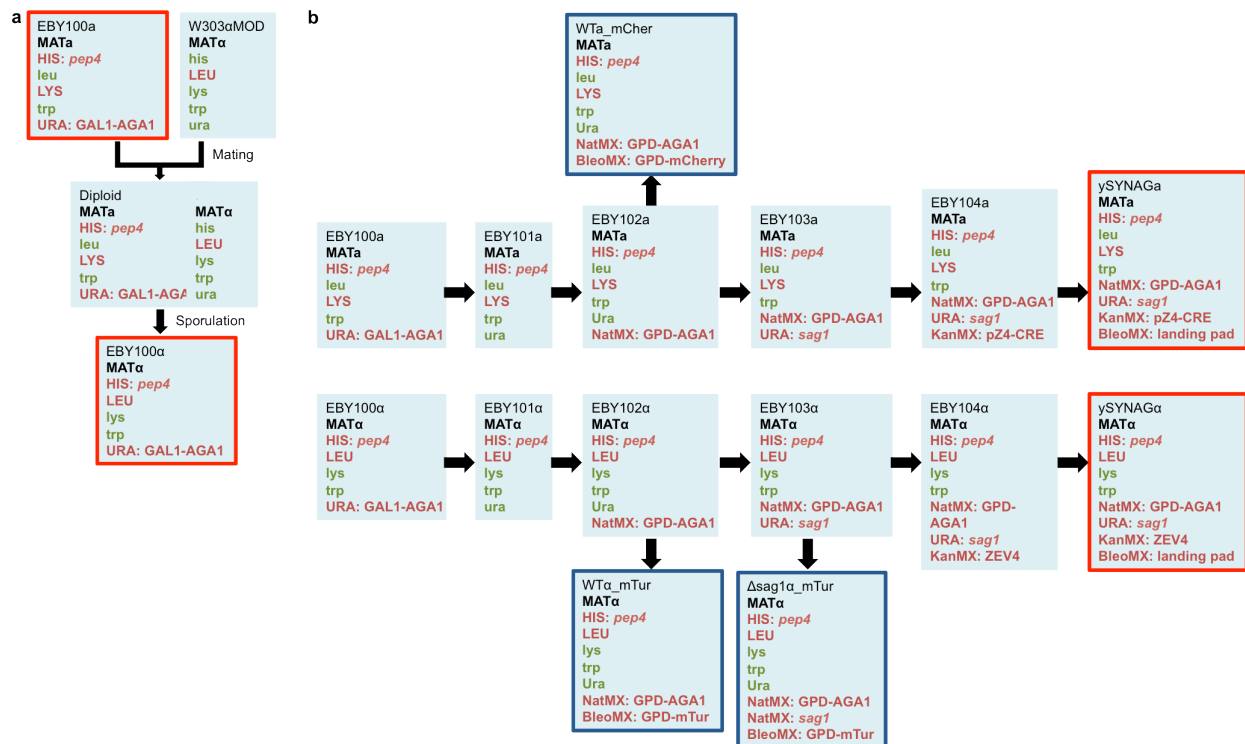 a
EBY100a
MATa
HIS: pep4
leu
LYS
trp
URA: GAL1-AGA1
W303αMOD
MATα
his
LEU
lys
trp
ura
Mating
Diploid
MATa
HIS: pep4
leu
LYS
trp
URA: GAL1-AGA
MATα
his
LEU
lys
trp
ura
Sporulation
EBY100α
MATα
HIS: pep4
LEU
lys
trp
URA: GAL1-AGA1
b
WTa_mCher
MATa
HIS: pep4
leu
LYS
trp
Ura
NatMX: GPD-AGA1
BleoMX: GPD-mCherry
EBY100a
MATa
HIS: pep4
leu
LYS
trp
URA: GAL1-AGA1
EBY101a
MATa
HIS: pep4
leu
LYS
trp
ura
EBY102a
MATa
HIS: pep4
leu
LYS
trp
Ura
NatMX: GPD-AGA1
EBY103a
MATa
HIS: pep4
leu
LYS
trp
NatMX: GPD-AGA1
URA: sag1
EBY104a
MATa
HIS: pep4
leu
LYS
trp
NatMX: GPD-AGA1
URA: sag1
KanMX: pZ4-CRE
ySYNAGa
MATa
HIS: pep4
leu
LYS
trp
NatMX: GPD-AGA1
URA: sag1
KanMX: pZ4-CRE
BleoMX: landing pad
EBY100α
MATα
HIS: pep4
LEU
lys
trp
URA: GAL1-AGA1
EBY101α
MATα
HIS: pep4
LEU
lys
trp
ura
EBY102α
MATα
HIS: pep4
LEU
lys
trp
Ura
NatMX: GPD-AGA1
EBY103α
MATα
HIS: pep4
LEU
lys
trp
NatMX: GPD-AGA1
URA: sag1
EBY104α
MATα
HIS: pep4
LEU
lys
trp
NatMX: GPD-
AGA1
URA: sag1
KanMX: ZEV4
ySYNAGα
MATα
HIS: pep4
LEU
lys
trp
NatMX: GPD-AGA1
URA: sag1
KanMX: ZEV4
BleoMX: landing pad
WTα_mTur
MATα
HIS: pep4
LEU
lys
trp
Ura
NatMX: GPD-AGA1
BleoMX: GPD-mTur
Δsag1α_mTur
MATα
HIS: pep4
LEU
lys
trp
Ura
NatMX: GPD-AGA1
NatMX: sag1
BleoMX: GPD-mTur